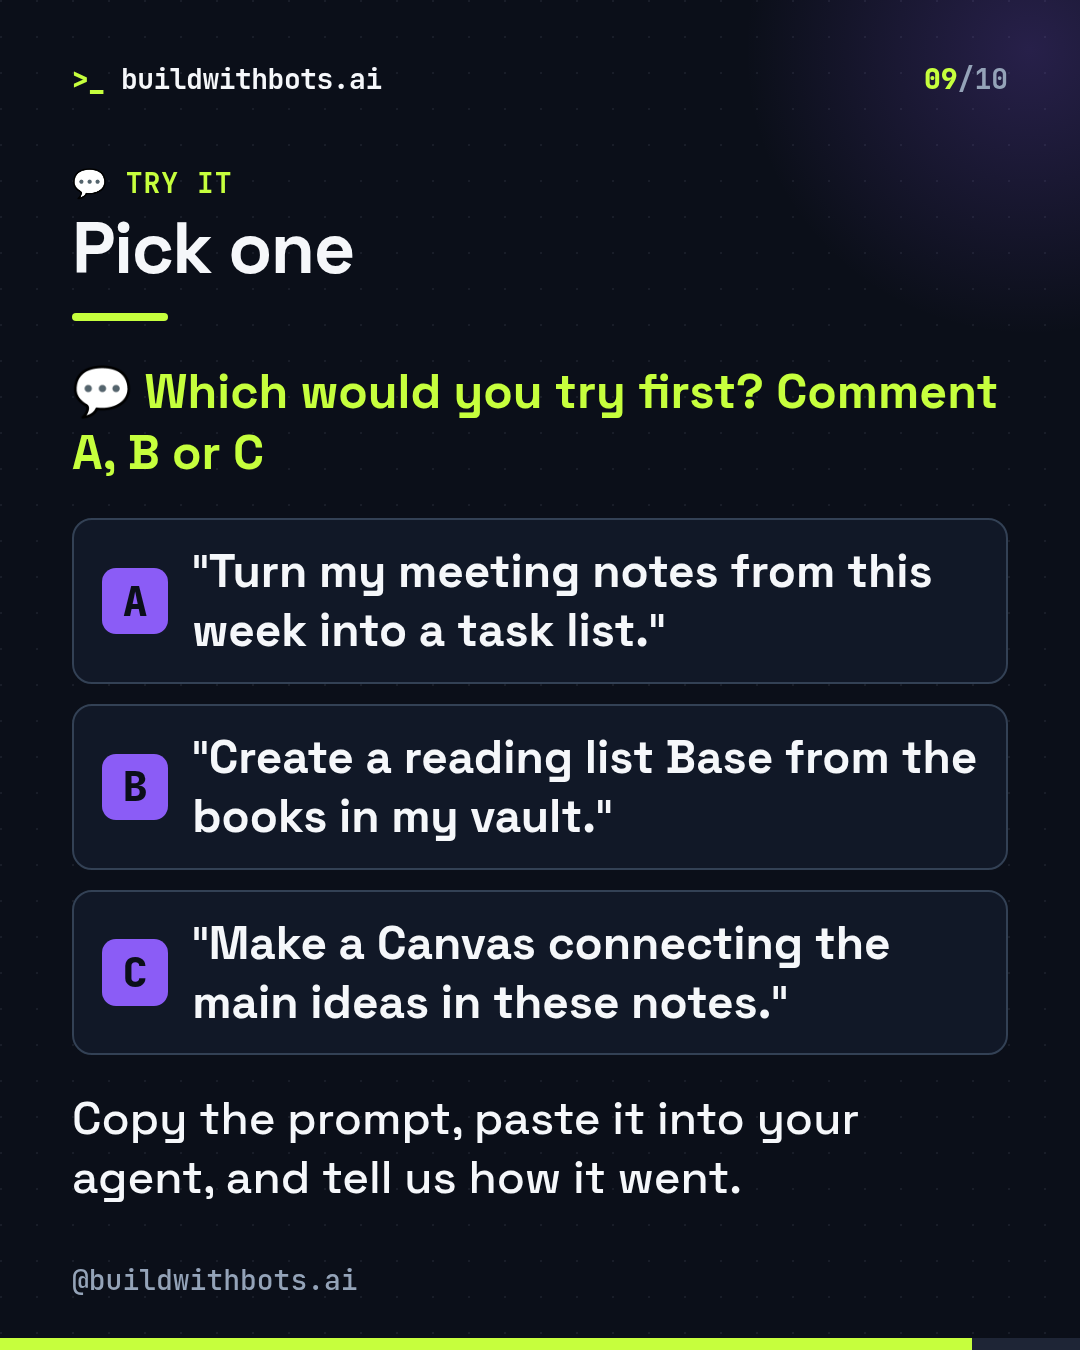 >_ buildwithbots.ai
09/10
💬 TRY IT
Pick one
💬 Which would you try first? Comment
A, B or C
A
"Turn my meeting notes from this
week into a task list."
B
"Create a reading list Base from the
books in my vault."
C
"Make a Canvas connecting the
main ideas in these notes."
Copy the prompt, paste it into your
agent, and tell us how it went.
@buildwithbots.ai